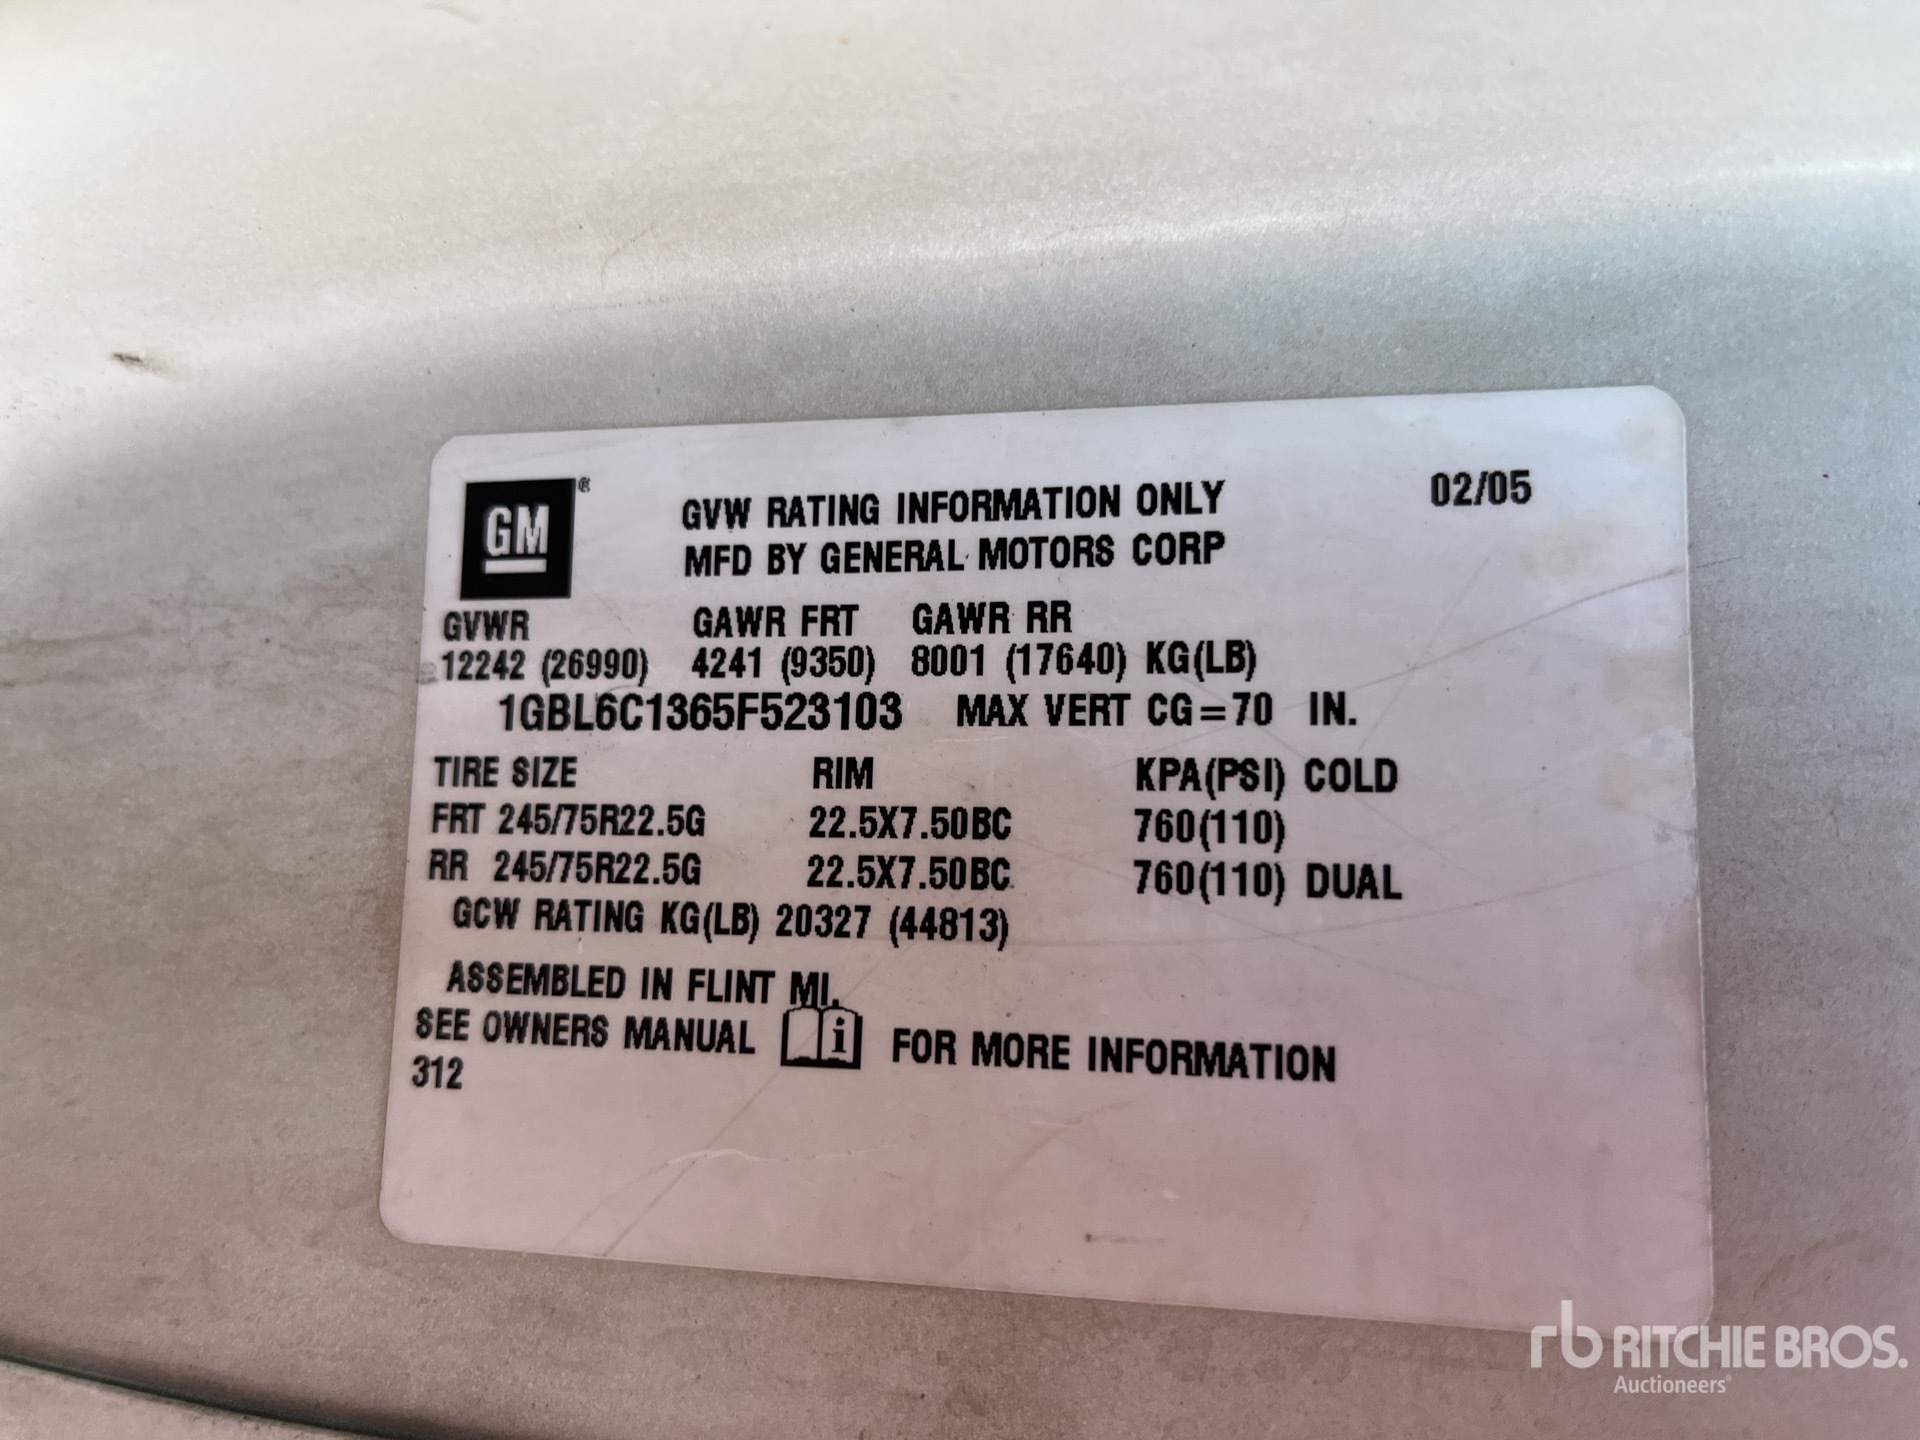 GM®
GVW RATING INFORMATION ONLY 02/05
MFD BY GENERAL MOTORS CORP
GVWR GAWR FRT GAWR RR
12242 (26990) 4241 (9350) 8001 (17640) KG(LB)
1GBL6C1365F523103 MAX VERT CG=70 IN.
TIRE SIZE RIM KPA(PSI) COLD
FRT 245/75R22.5G 22.5X7.50BC 760(110)
RR 245/75R22.5G 22.5X7.50BC 760(110) DUAL
GCW RATING KG(LB) 20327 (44813)
ASSEMBLED IN FLINT MI.
SEE OWNERS MANUAL i FOR MORE INFORMATION
312
rb RITCHIE BROS.
Auctioneers®